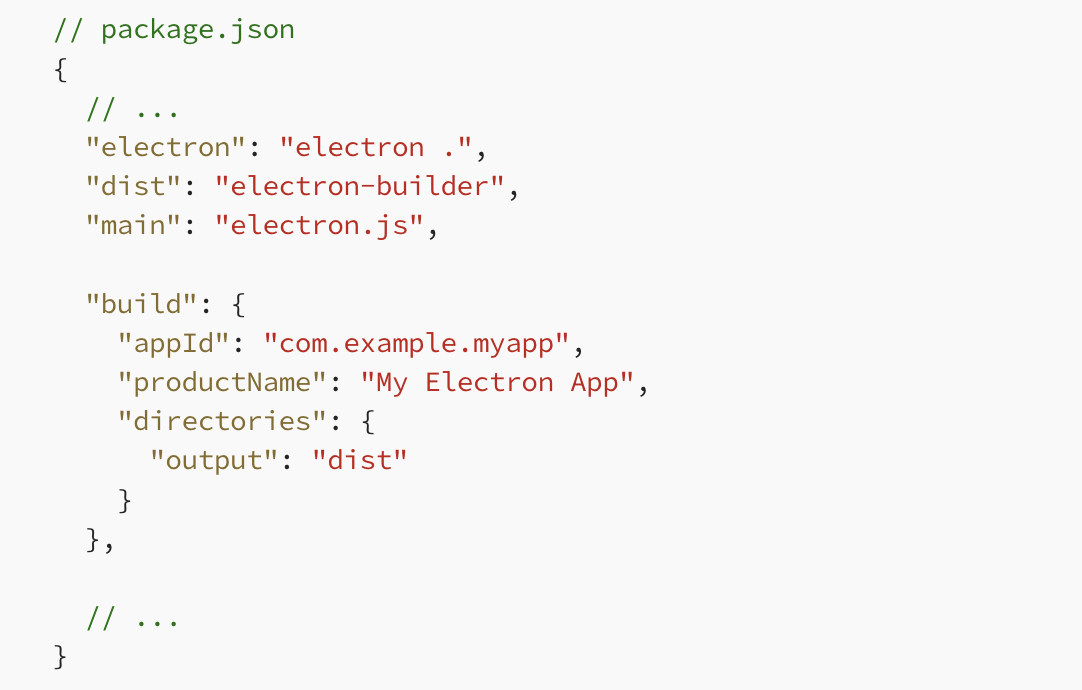 // package.json
{
  // ...
  "electron": "electron .",
  "dist": "electron-builder",
  "main": "electron.js",

  "build": {
    "appId": "com.example.myapp",
    "productName": "My Electron App",
    "directories": {
      "output": "dist"
    }
  },

  // ...
}